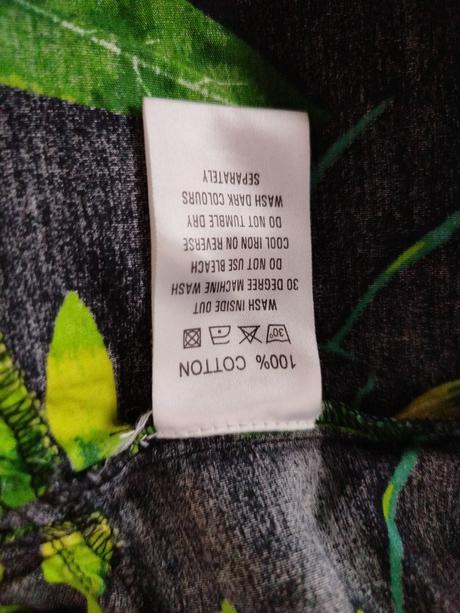 100% COTTON
30°
WASH INSIDE OUT
30 DEGREE MACHINE WASH
DO NOT USE BLEACH
COOL IRON ON REVERSE
DO NOT TUMBLE DRY
WASH DARK COLOURS
SEPARATELY